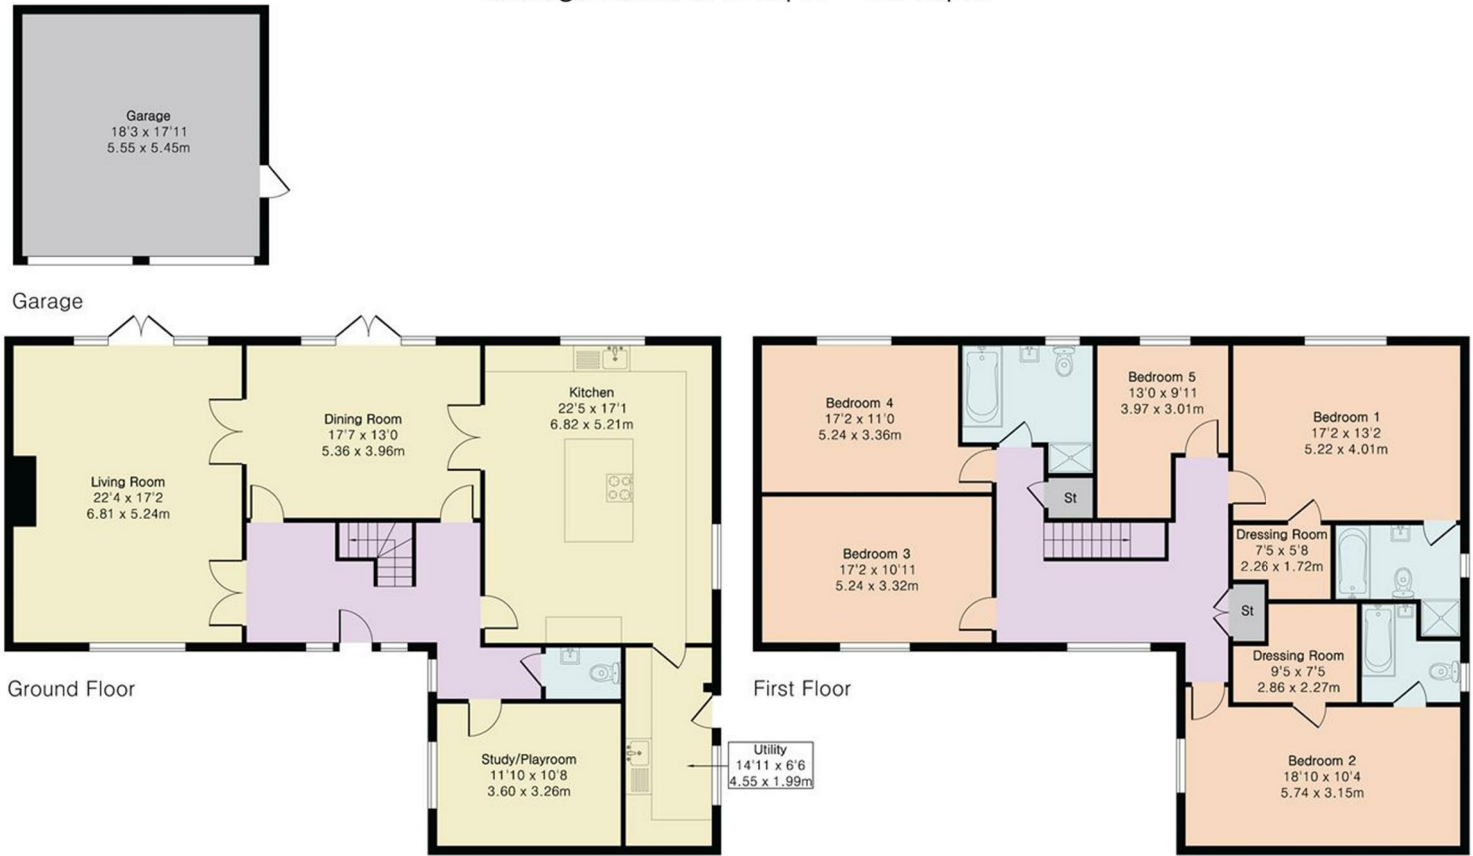 Garage
18'3 x 17'11
5.55 x 5.45m
Garage
Living Room
22'4 x 17'2
6.81 x 5.24m
Dining Room
17'7 x 13'0
5.36 x 3.96m
Kitchen
22'5 x 17'1
6.82 x 5.21m
Study/Playroom
11'10 x 10'8
3.60 x 3.26m
Utility
14'11 x 6'6
4.55 x 1.99m
Ground Floor
Bedroom 4
17'2 x 11'0
5.24 x 3.36m
Bedroom 5
13'0 x 9'11
3.97 x 3.01m
Bedroom 1
17'2 x 13'2
5.22 x 4.01m
St
Bedroom 3
17'2 x 10'11
5.24 x 3.32m
Dressing Room
7'5 x 5'8
2.26 x 1.72m
St
Dressing Room
9'5 x 7'5
2.86 x 2.27m
Bedroom 2
18'10 x 10'4
5.74 x 3.15m
First Floor